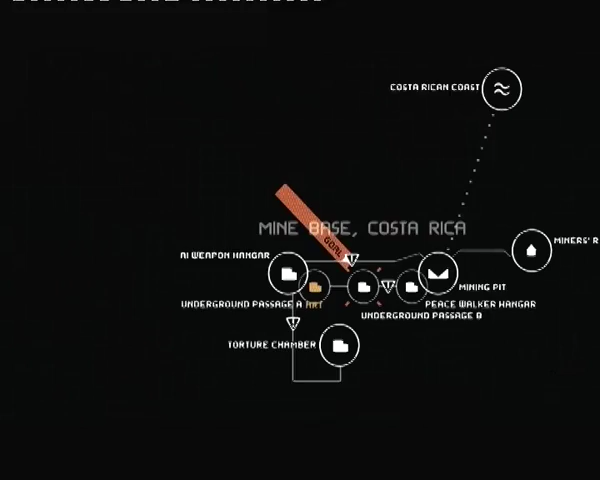 COSTA RICAN COAST
MINE BASE, COSTA RICA
GOAL
MINERS' R
AI WEAPON HANGAR
MINING PIT
UNDERGROUND PASSAGE A
PEACE WALKER HANGAR
UNDERGROUND PASSAGE B
TORTURE CHAMBER